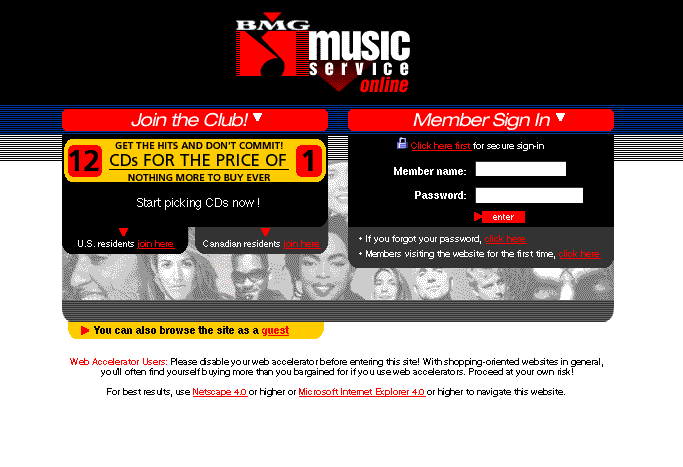 BMG
music
service
online
Join the Club!
GET THE HITS AND DON'T COMMIT!
12 CDs FOR THE PRICE OF 1
NOTHING MORE TO BUY EVER
Start picking CDs now !
U.S. residents join here
Canadian residents join here
Member Sign In
Click here first for secure sign-in
Member name:
Password:
enter
• If you forgot your password, click here
• Members visiting the website for the first time, click here
You can also browse the site as a guest
Web Accelerator Users: Please disable your web accelerator before entering this site! With shopping-oriented websites in general,
you'll often find yourself buying more than you bargained for if you use web accelerators. Proceed at your own risk!
For best results, use Netscape 4.0 or higher or Microsoft Internet Explorer 4.0 or higher to navigate this website.